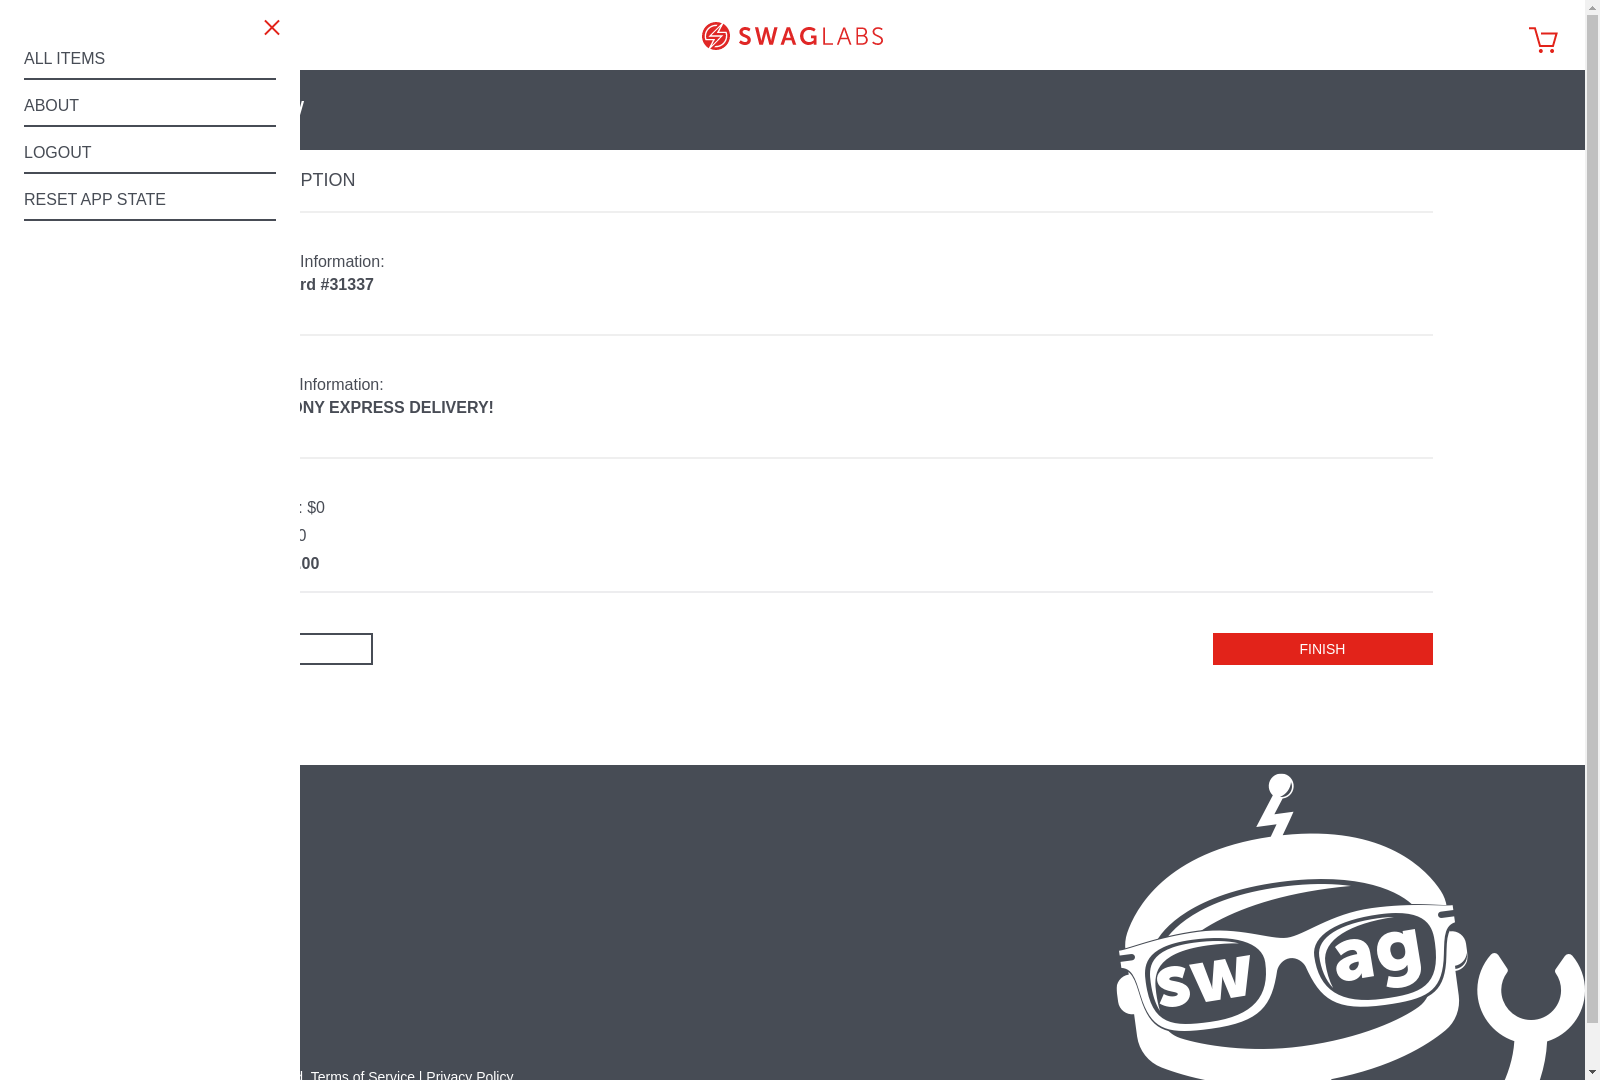 SWAGLABS
ALL ITEMS
ABOUT
LOGOUT
RESET APP STATE
PTION
Information:
rd #31337
Information:
NY EXPRESS DELIVERY!
: $0
0
.00
FINISH
sw ag
Terms of Service | Privacy Policy